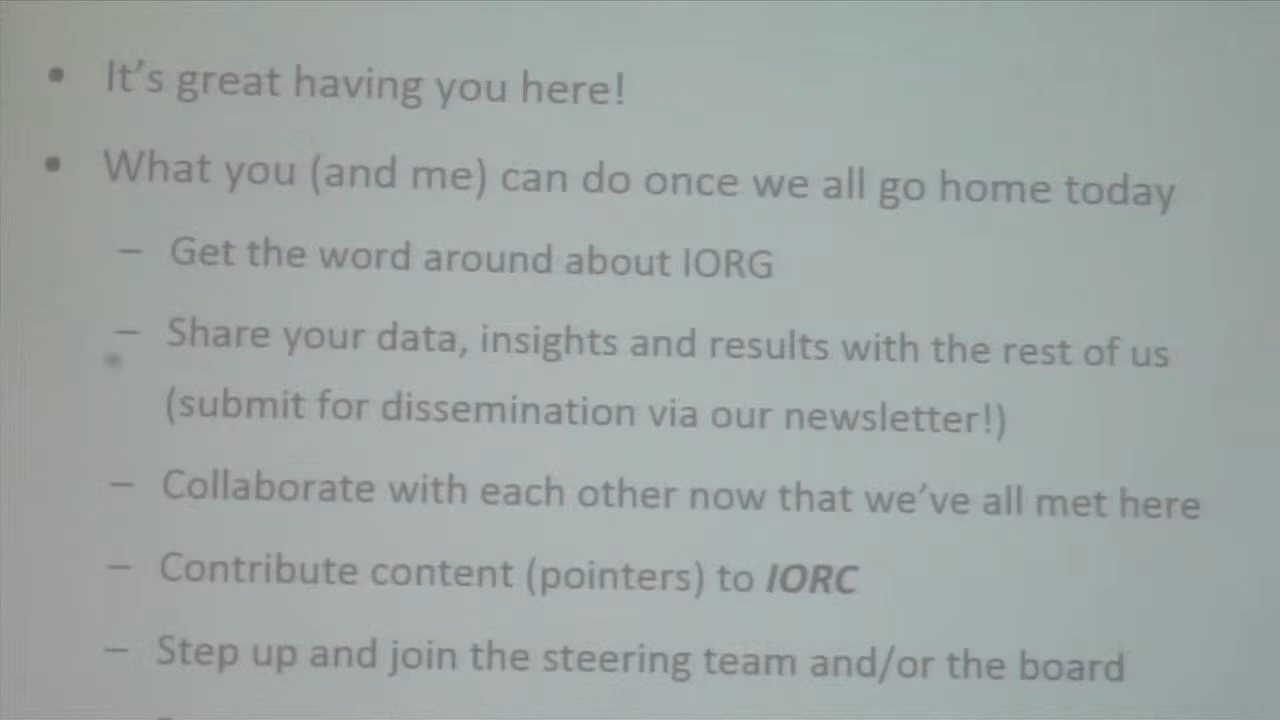 • It's great having you here!
• What you (and me) can do once we all go home today
– Get the word around about IORG
– Share your data, insights and results with the rest of us
(submit for dissemination via our newsletter!)
– Collaborate with each other now that we've all met here
– Contribute content (pointers) to IORC
– Step up and join the steering team and/or the board